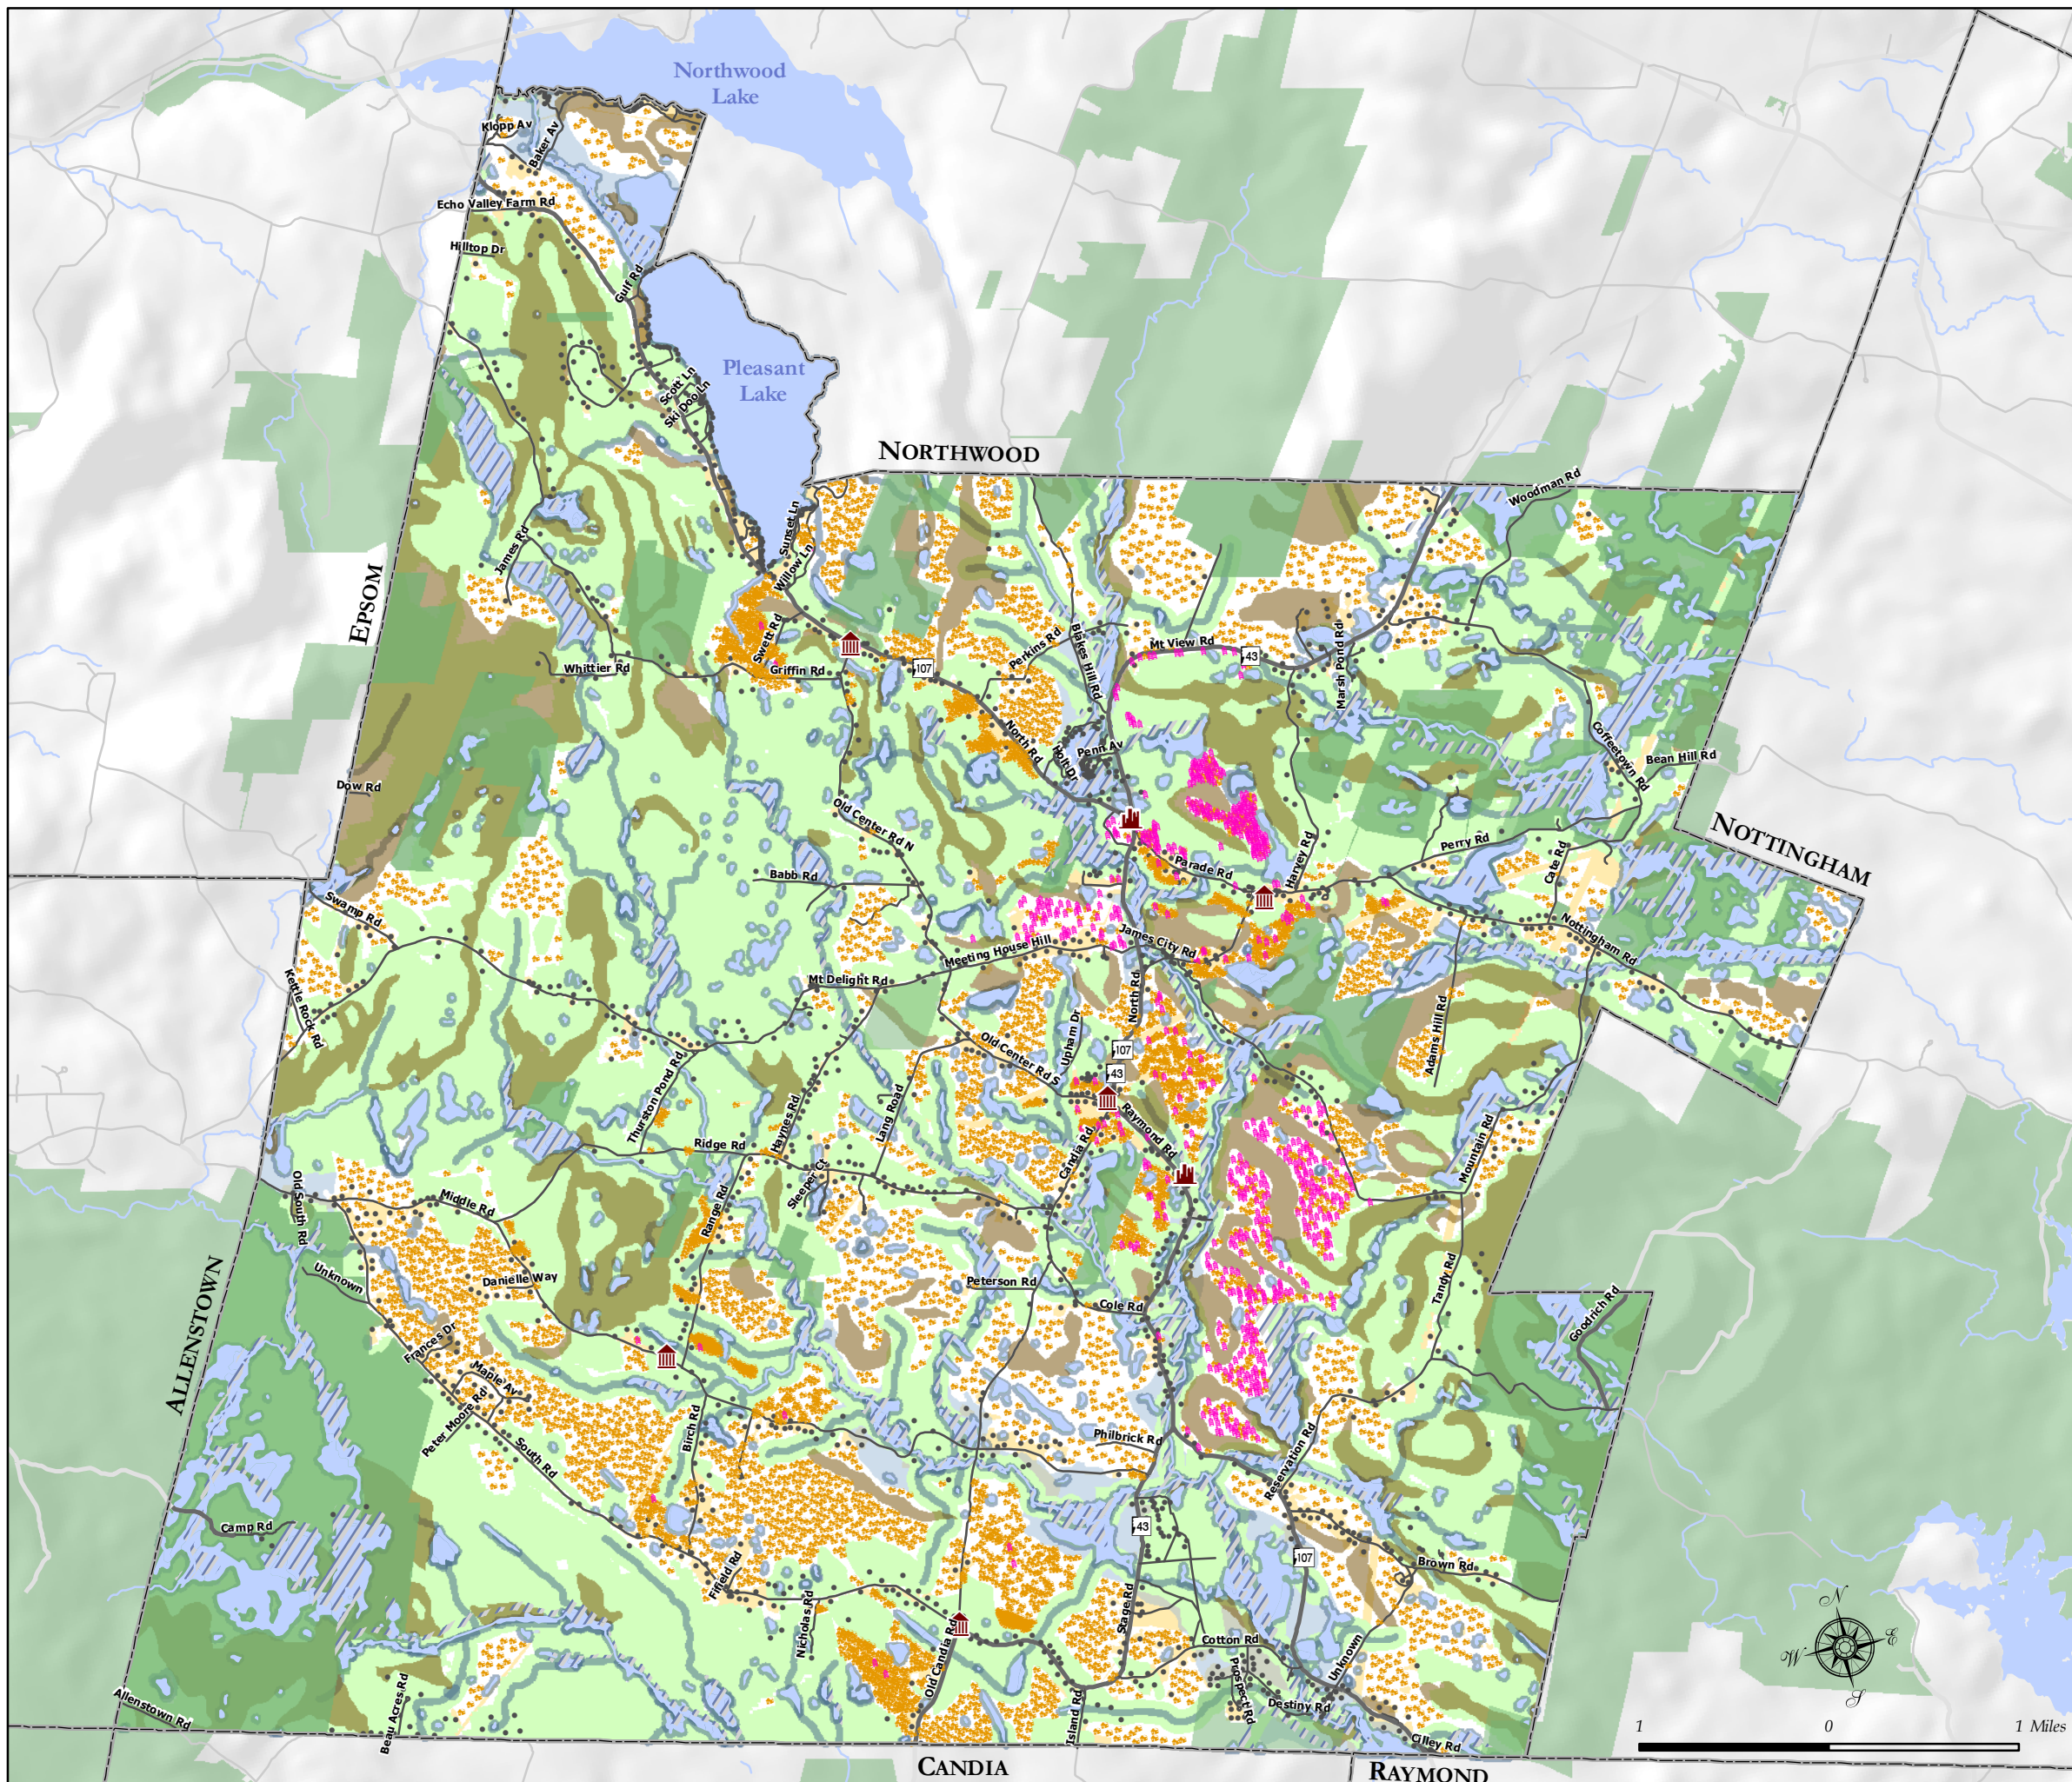 Northwood
Lake
Klopp Av
Baker Av
Echo Valley Farm Rd
Hilltop Dr
Gulf Rd
Pleasant
Lake
Scott Ln
Ski Doo Ln
NORTHWOOD
Woodman Rd
Sunset Ln
James Rd
Willow Ln
EPSOM
Swett Rd
Perkins Rd
Blakes Hill Rd
Mt View Rd
43
Marsh Pond Rd
Whittier Rd
Griffin Rd
107
North Rd
Holt Dr
Penn Av
Coffeetown Rd
Bean Hill Rd
Dow Rd
Old Center Rd N
Parade Rd
Harvey Rd
Perry Rd
Cate Rd
NOTTINGHAM
Babb Rd
Swamp Rd
Meeting House Hill
James City Rd
Nottingham Rd
Kettle Rock Rd
Mt Delight Rd
North Rd
Adams Hill Rd
Old Center Rd S
Upham Dr
107
43
Thurston Pond Rd
Haynes Rd
Lang Road
Raymond Rd
Candia Rd
Mountain Rd
Ridge Rd
Sleeper Ct
Old South Rd
Middle Rd
Range Rd
ALLENSTOWN
Unknown
Danielle Way
Peterson Rd
Cole Rd
Tandy Rd
Goodrich Rd
Frances Dr
Maple Av
Peter Moore Rd
Birch Rd
Philbrick Rd
South Rd
Reservation Rd
Camp Rd
43
107
Brown Rd
Fifield Rd
Nicholas Rd
Stage Rd
N
W
E
S
Old Candia Rd
Cotton Rd
Unknown
Prospect Rd
Destiny Rd
Allenstown Rd
Beau Acres Rd
Island Rd
Cilley Rd
1 0 1 Miles
CANDIA
RAYMOND